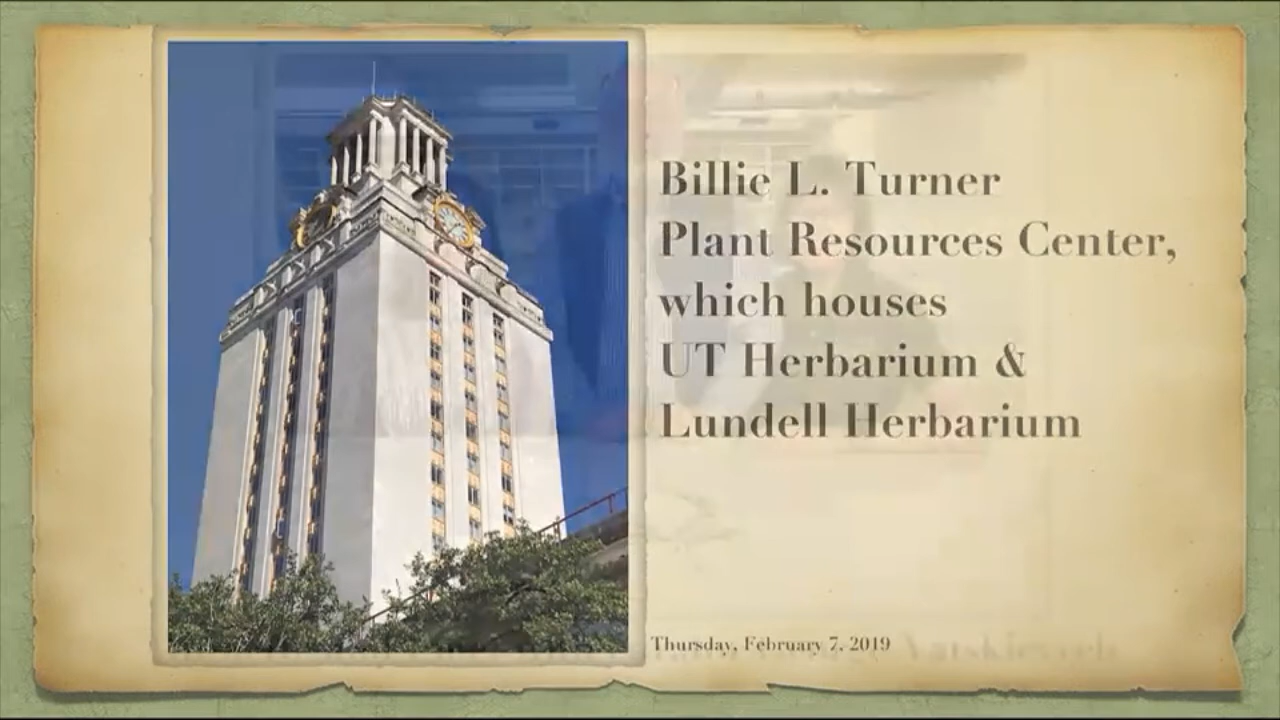 Billie L. Turner
Plant Resources Center,
which houses
UT Herbarium &
Lundell Herbarium
Thursday, February 7, 2019